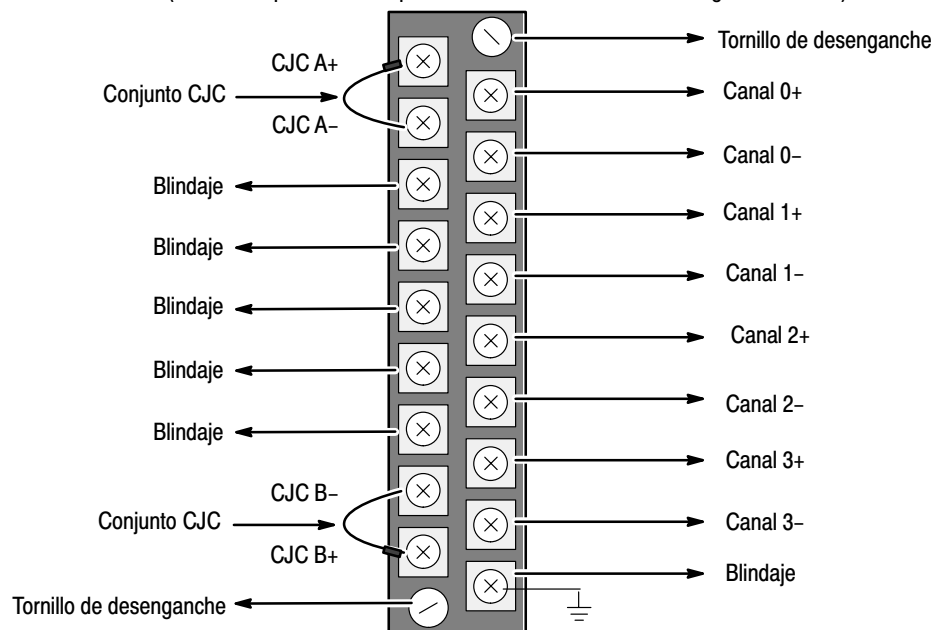 Tornillo de desenganche
CJC A+
Conjunto CJC
CJC A–
Blindaje
Blindaje
Blindaje
Blindaje
Blindaje
CJC B–
Conjunto CJC
CJC B+
Tornillo de desenganche
Canal 0+
Canal 0–
Canal 1+
Canal 1–
Canal 2+
Canal 2–
Canal 3+
Canal 3–
Blindaje